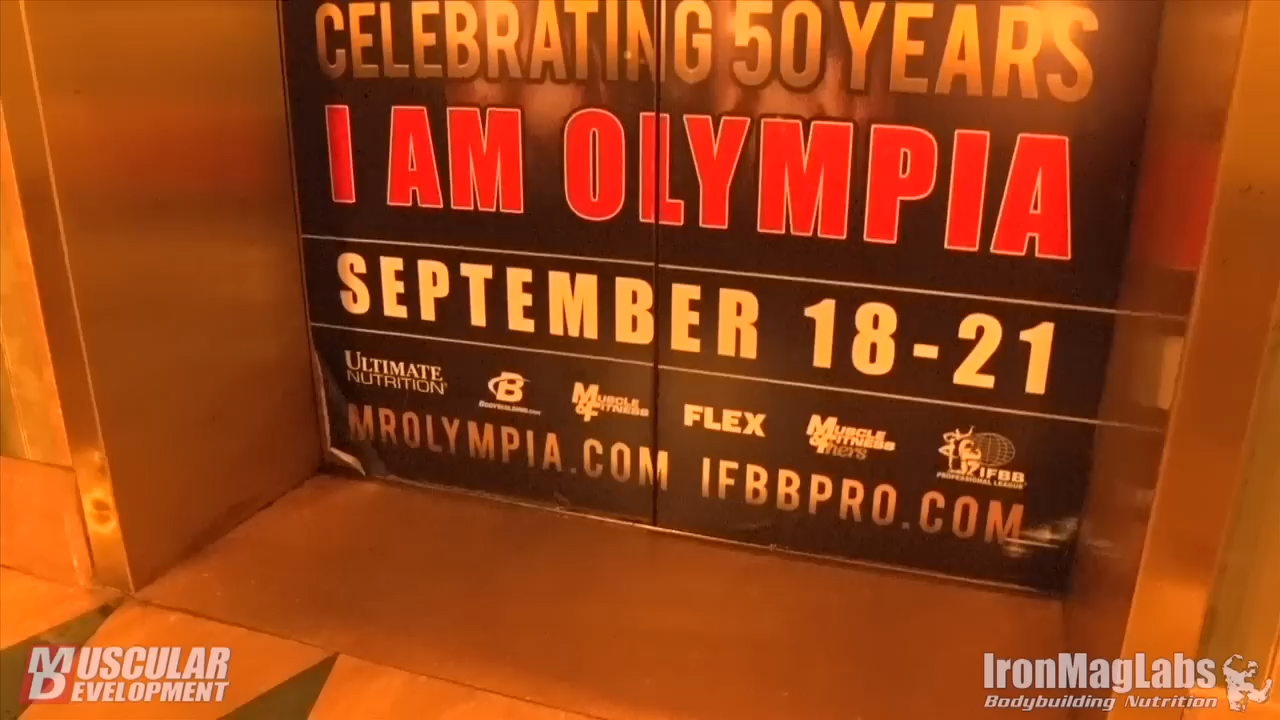 CELEBRATING 50 YEARS
I AM OLYMPIA
SEPTEMBER 18-21
ULTIMATE NUTRITION
B BODYBUILDING.COM
MUSCLE & FITNESS
FLEX
MUSCLE & FITNESS hers
IFBB PROFESSIONAL LEAGUE
MROLYMPIA.COM IFBBPRO.COM
MUSCULAR DEVELOPMENT
IronMagLabs
Bodybuilding Nutrition